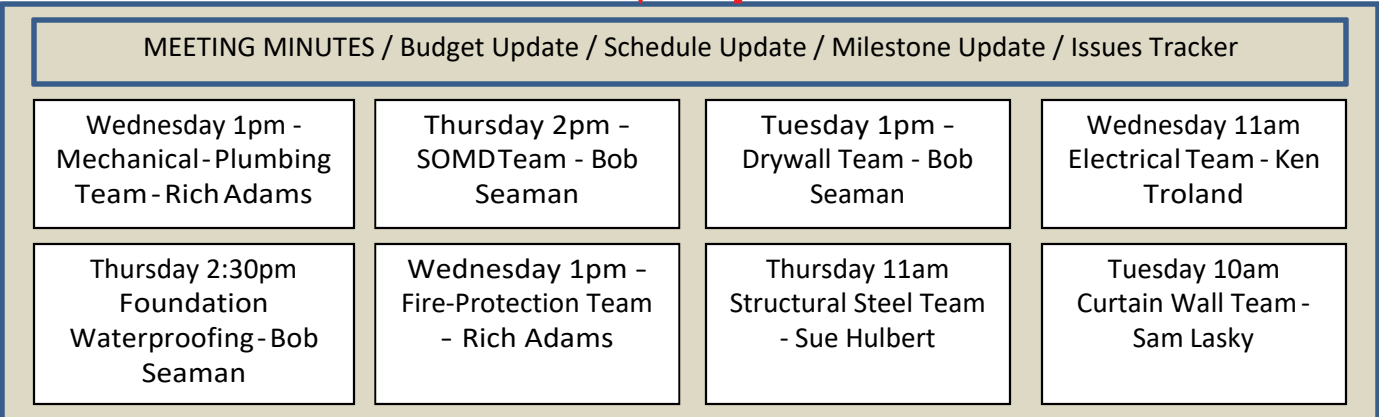 MEETING MINUTES / Budget Update / Schedule Update / Milestone Update / Issues Tracker
Wednesday 1pm -
Mechanical-Plumbing
Team-Rich Adams
Thursday 2pm -
SOMD Team - Bob
Seaman
Tuesday 1pm -
Drywall Team - Bob
Seaman
Wednesday 11am
Electrical Team - Ken
Troland
Thursday 2:30pm
Foundation
Waterproofing-Bob
Seaman
Wednesday 1pm -
Fire-Protection Team
- Rich Adams
Thursday 11am
Structural Steel Team
- Sue Hulbert
Tuesday 10am
Curtain Wall Team -
Sam Lasky